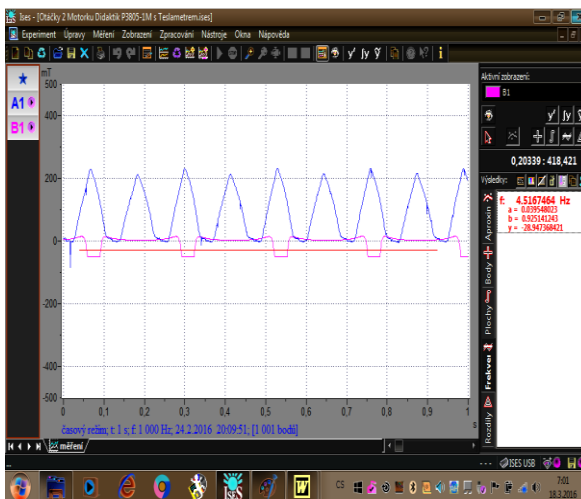 Ises - [Otáčky 2 Motorku Didaktik P3805-1M s Teslametrem.ises]
Experiment Úpravy Měření Zobrazení Zpracování Nástroje Okna Nápověda
y' ∫y ŷ
A1
B1
mT
500
400
200
0
-200
-400
-500
0 0,1 0,2 0,3 0,4 0,5 0,6 0,7 0,8 0,9 1
s
časový režim; t: 1 s; f: 1 000 Hz; 24.2.2016 20:09:51; [1 001 bodů]
měření
Aktivní zobrazení:
B1
y' ∫y
0,20339 : 418,421
Výsledky:
f: 4.5167464 Hz
a = 0.039548023
b = 0.925141243
y = -28.947368421
Aproxim
Body
Plochy
Frekve
Rozdíly
ISES USB
CS
7:01